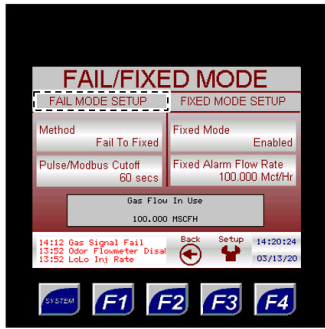 FAIL/FIXED MODE
FAIL MODE SETUP
FIXED MODE SETUP
Method
Fail To Fixed
Fixed Mode
Enabled
Pulse/Modbus Cutoff
60 secs
Fixed Alarm Flow Rate
100.000 Mcf/Hr
Gas Flow In Use
100.000 MSCFH
14:12 Gas Signal Fail
13:52 Odor Flowmeter Disa
13:52 LoLo Inj Rate
Back
Setup
14:20:24
03/13/20
SYSTEM
F1
F2
F3
F4